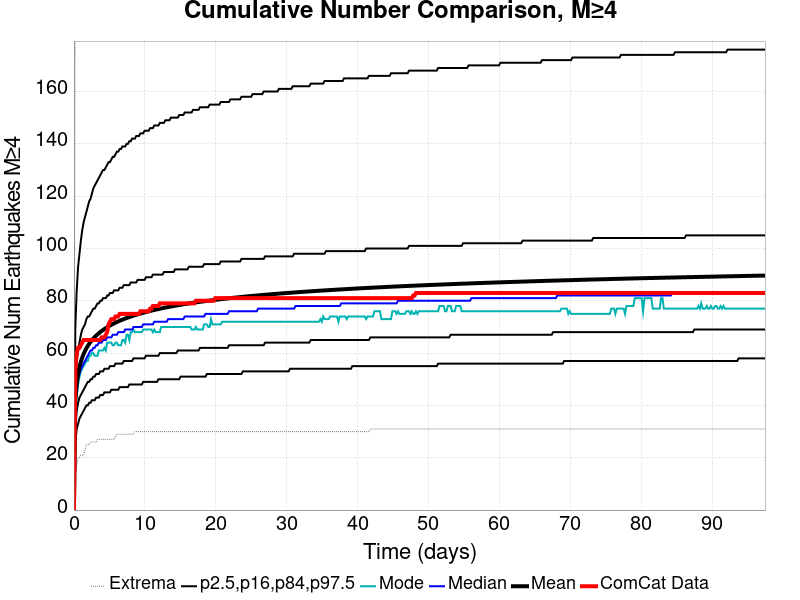 Cumulative Number Comparison, M≥4
Cumulative Num Earthquakes M≥4
160
140
120
100
80
60
40
20
0
0 10 20 30 40 50 60 70 80 90
Time (days)
Extrema p2.5,p16,p84,p97.5 Mode Median Mean ComCat Data